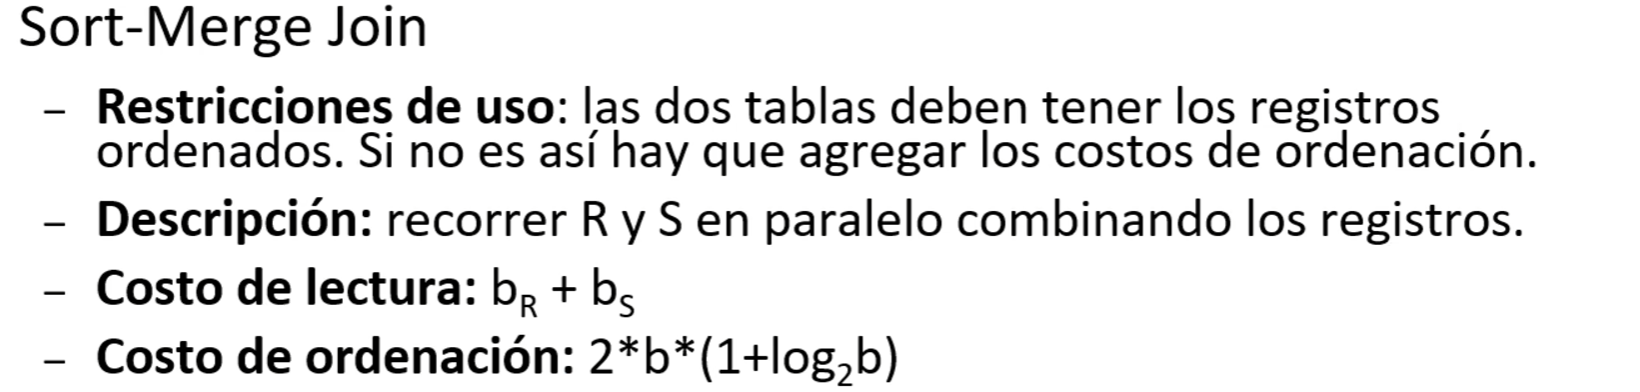 Sort-Merge Join
– Restricciones de uso: las dos tablas deben tener los registros
ordenados. Si no es así hay que agregar los costos de ordenación.
– Descripción: recorrer R y S en paralelo combinando los registros.
– Costo de lectura: b_R + b_S
– Costo de ordenación: 2*b*(1+log₂b)